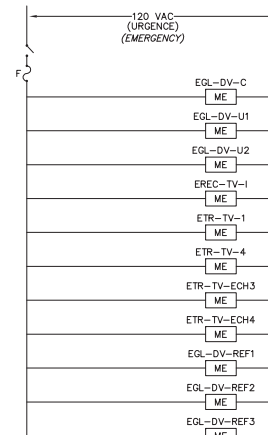 120 VAC
(URGENCE)
(EMERGENCY)
F
EGL-DV-C
ME
EGL-DV-U1
ME
EGL-DV-U2
ME
EREC-TV-I
ME
ETR-TV-1
ME
ETR-TV-4
ME
ETR-TV-ECH3
ME
ETR-TV-ECH4
ME
EGL-DV-REF1
ME
EGL-DV-REF2
ME
EGL-DV-REF3
ME